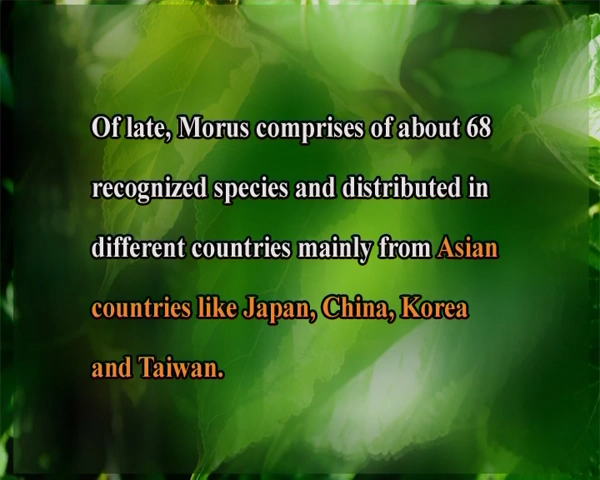 Of late, Morus comprises of about 68
recognized species and distributed in
different countries mainly from Asian
countries like Japan, China, Korea
and Taiwan.